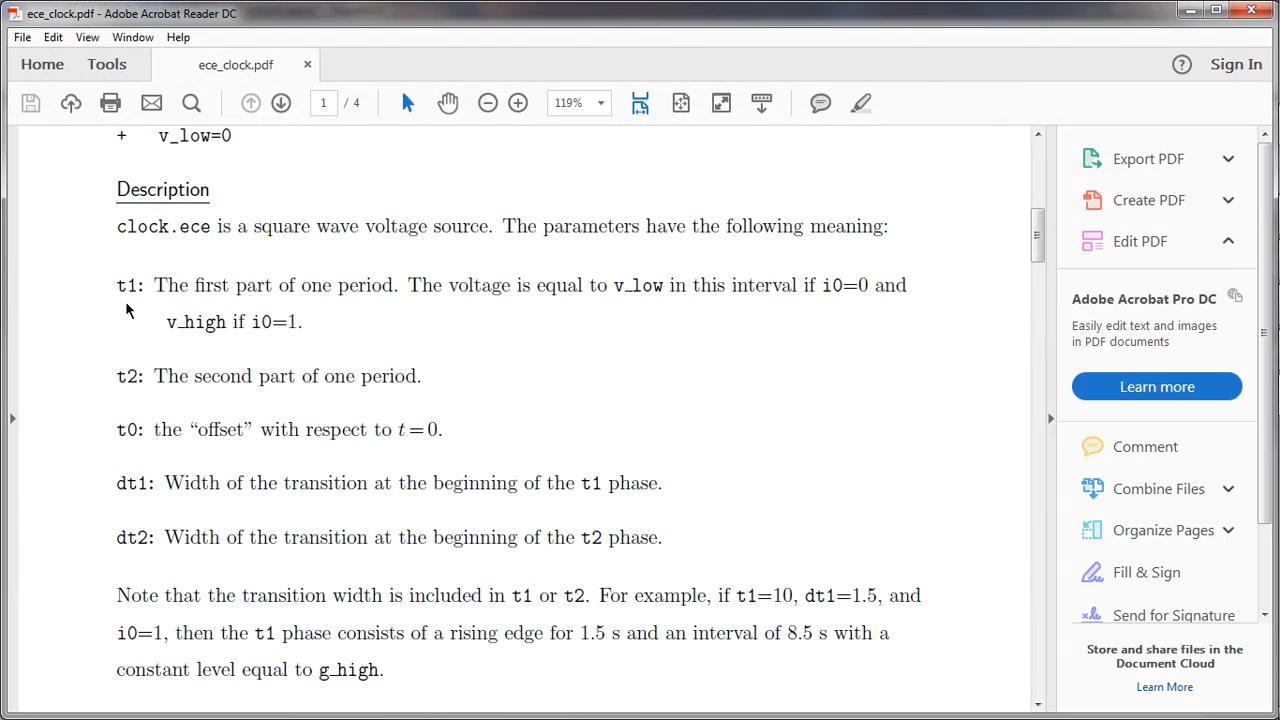 ece_clock.pdf - Adobe Acrobat Reader DC
File Edit View Window Help
Home Tools ece_clock.pdf × ? Sign In
1 / 4 119%
+ v_low=0
Description
clock.ece is a square wave voltage source. The parameters have the following meaning:
t1: The first part of one period. The voltage is equal to v_low in this interval if i0=0 and
v_high if i0=1.
t2: The second part of one period.
t0: the “offset” with respect to t = 0.
dt1: Width of the transition at the beginning of the t1 phase.
dt2: Width of the transition at the beginning of the t2 phase.
Note that the transition width is included in t1 or t2. For example, if t1=10, dt1=1.5, and
i0=1, then the t1 phase consists of a rising edge for 1.5 s and an interval of 8.5 s with a
constant level equal to g_high.
Export PDF
Create PDF
Edit PDF
Adobe Acrobat Pro DC
Easily edit text and images
in PDF documents
Learn more
Comment
Combine Files
Organize Pages
Fill & Sign
Send for Signature
Store and share files in the
Document Cloud
Learn More